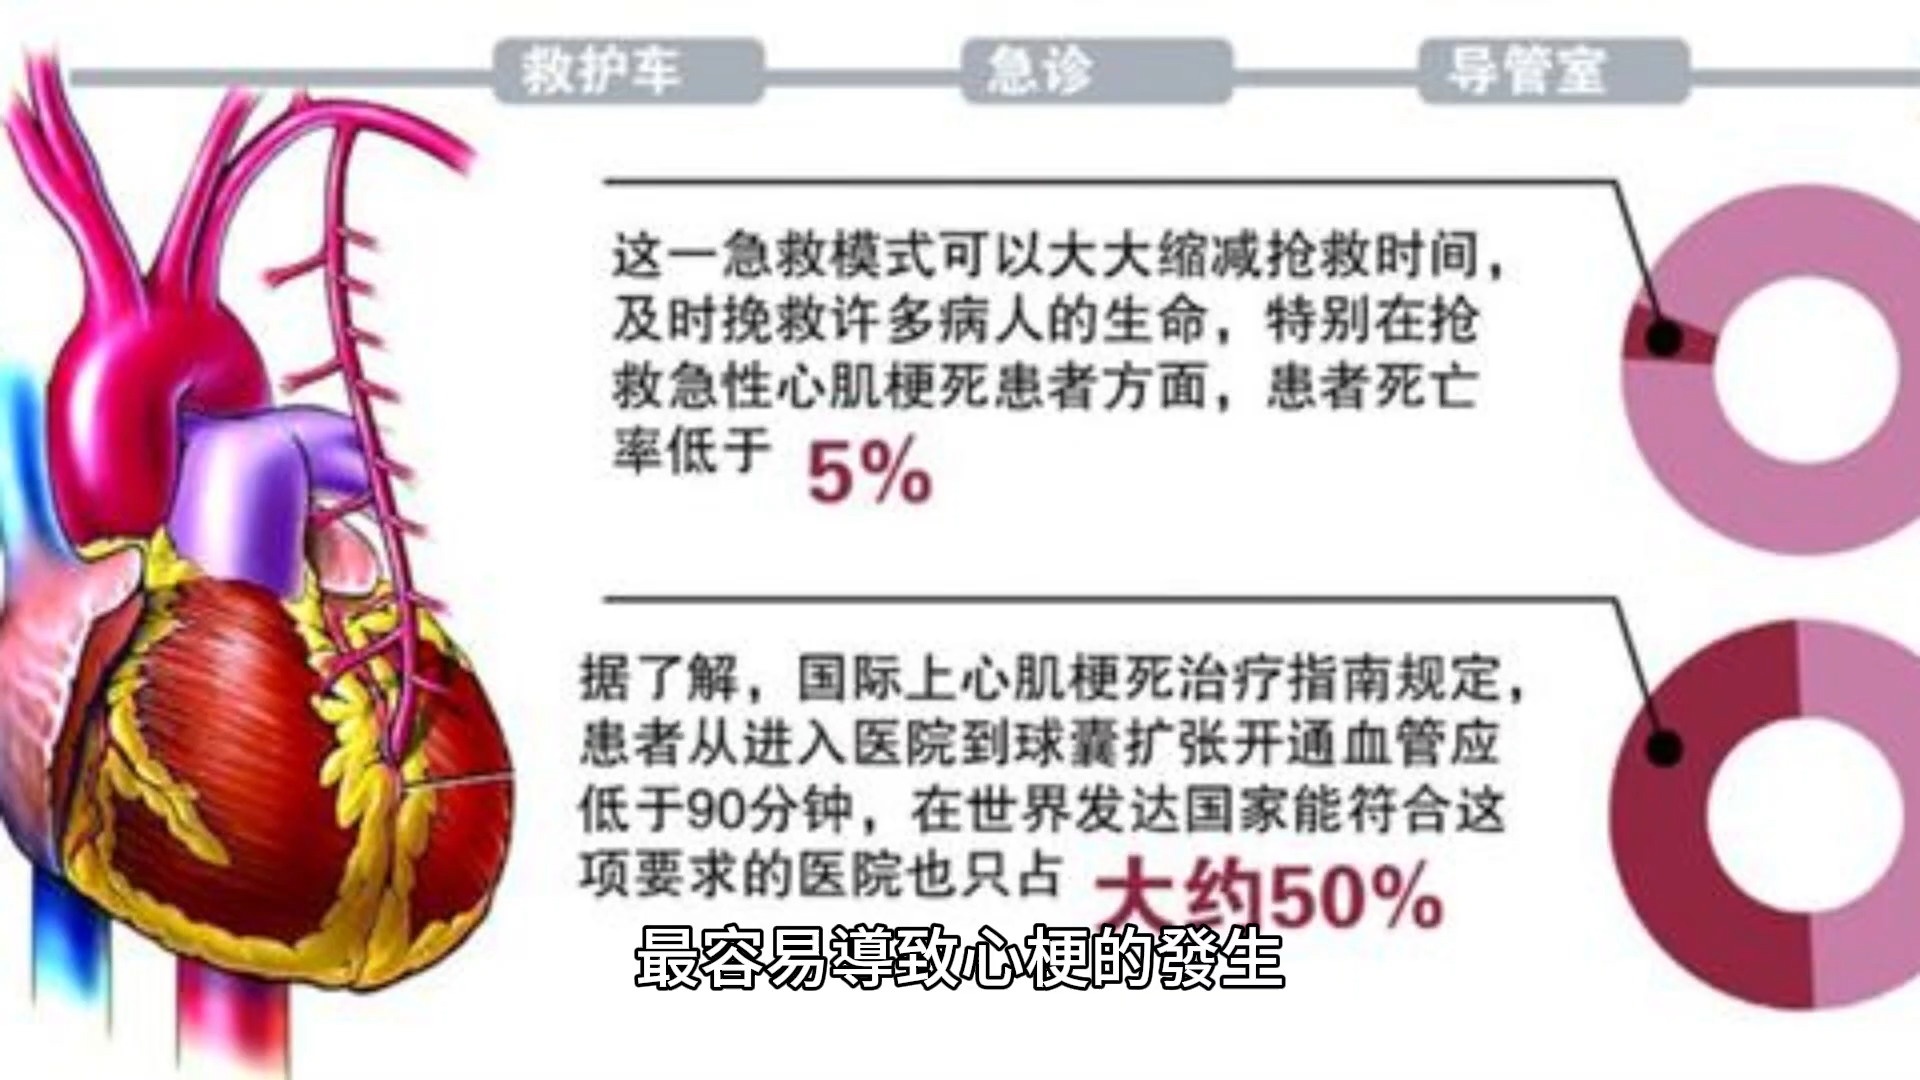 救护车
急诊
导管室
这一急救模式可以大大缩减抢救时间，
及时挽救许多病人的生命，特别在抢
救急性心肌梗死患者方面，患者死亡
率低于 5%
据了解，国际上心肌梗死治疗指南规定，
患者从进入医院到球囊扩张开通血管应
低于90分钟，在世界发达国家能符合这
项要求的医院也只占 大约50%
最容易導致心梗的發生